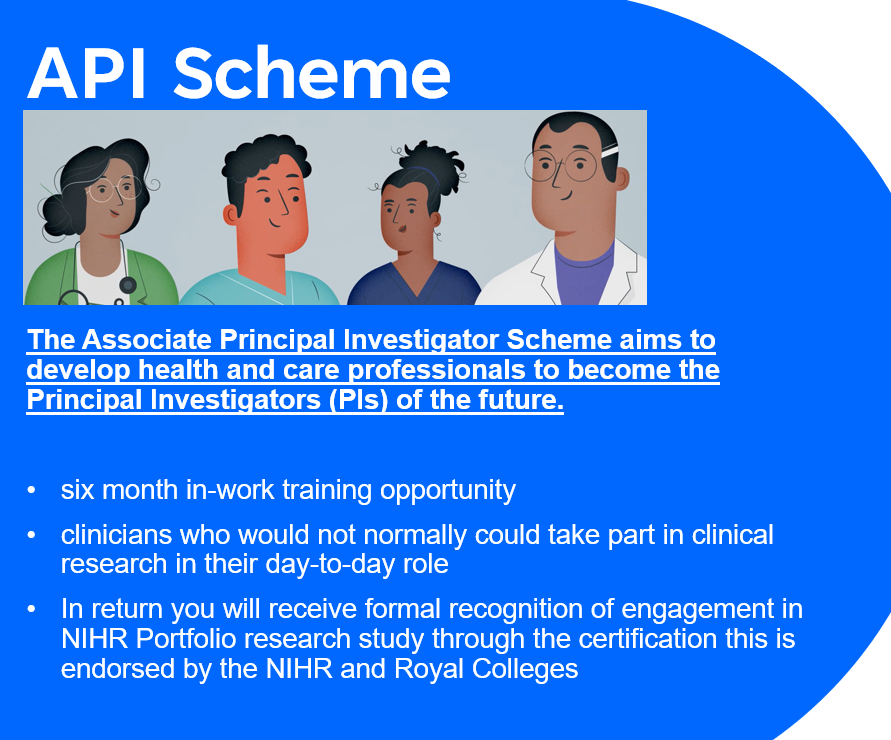 API Scheme
The Associate Principal Investigator Scheme aims to
develop health and care professionals to become the
Principal Investigators (PIs) of the future.
• six month in-work training opportunity
• clinicians who would not normally could take part in clinical
research in their day-to-day role
• In return you will receive formal recognition of engagement in
NIHR Portfolio research study through the certification this is
endorsed by the NIHR and Royal Colleges